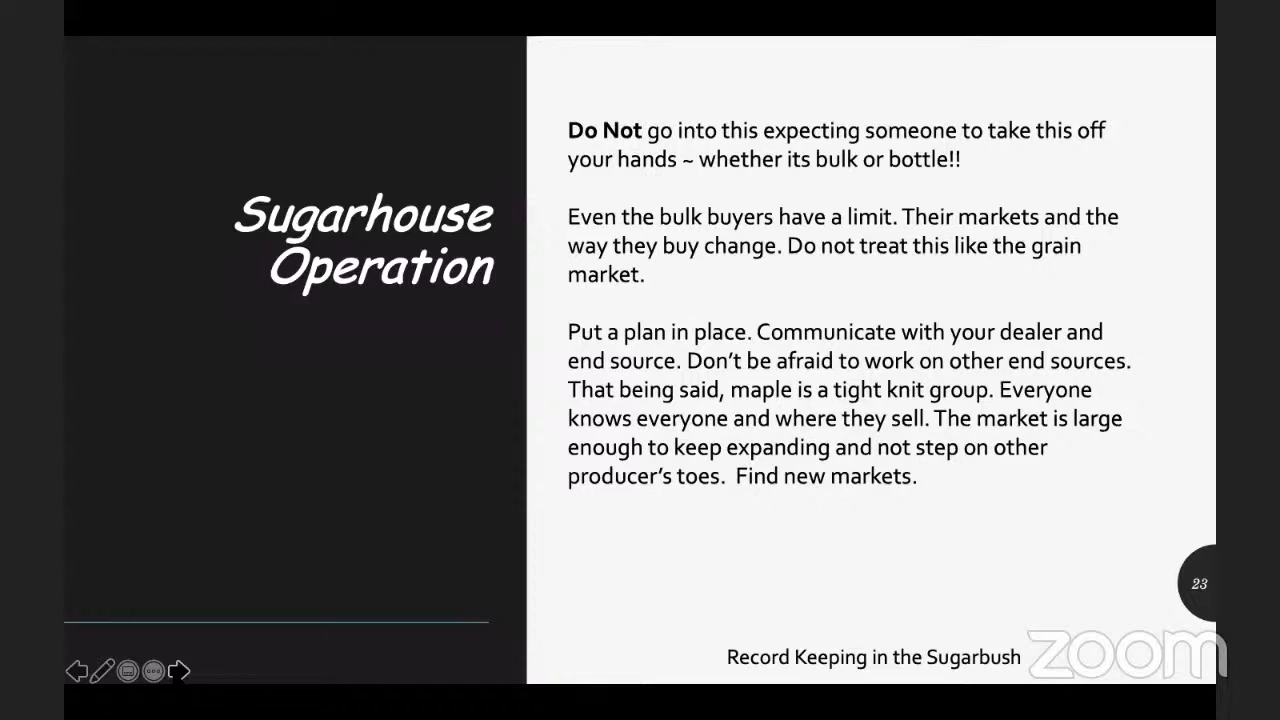 Sugarhouse
Operation
Do Not go into this expecting someone to take this off
your hands ~ whether its bulk or bottle!!
Even the bulk buyers have a limit. Their markets and the
way they buy change. Do not treat this like the grain
market.
Put a plan in place. Communicate with your dealer and
end source. Don't be afraid to work on other end sources.
That being said, maple is a tight knit group. Everyone
knows everyone and where they sell. The market is large
enough to keep expanding and not step on other
producer's toes.  Find new markets.
23
Record Keeping in the Sugarbush
zoom